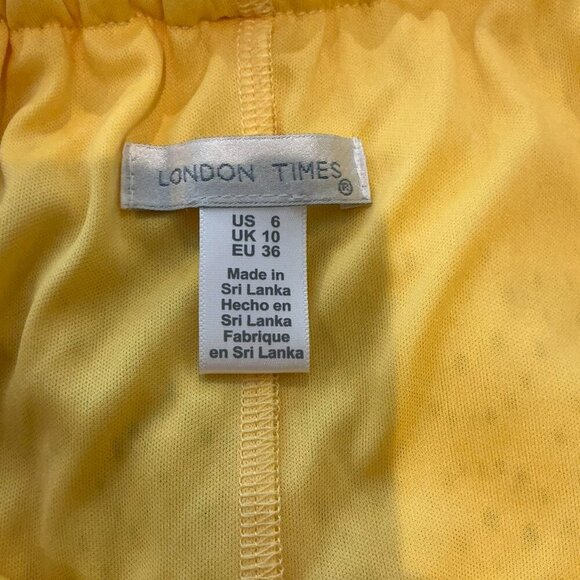 LONDON TIMES®
US 6
UK 10
EU 36
Made in
Sri Lanka
Hecho en
Sri Lanka
Fabrique
en Sri Lanka